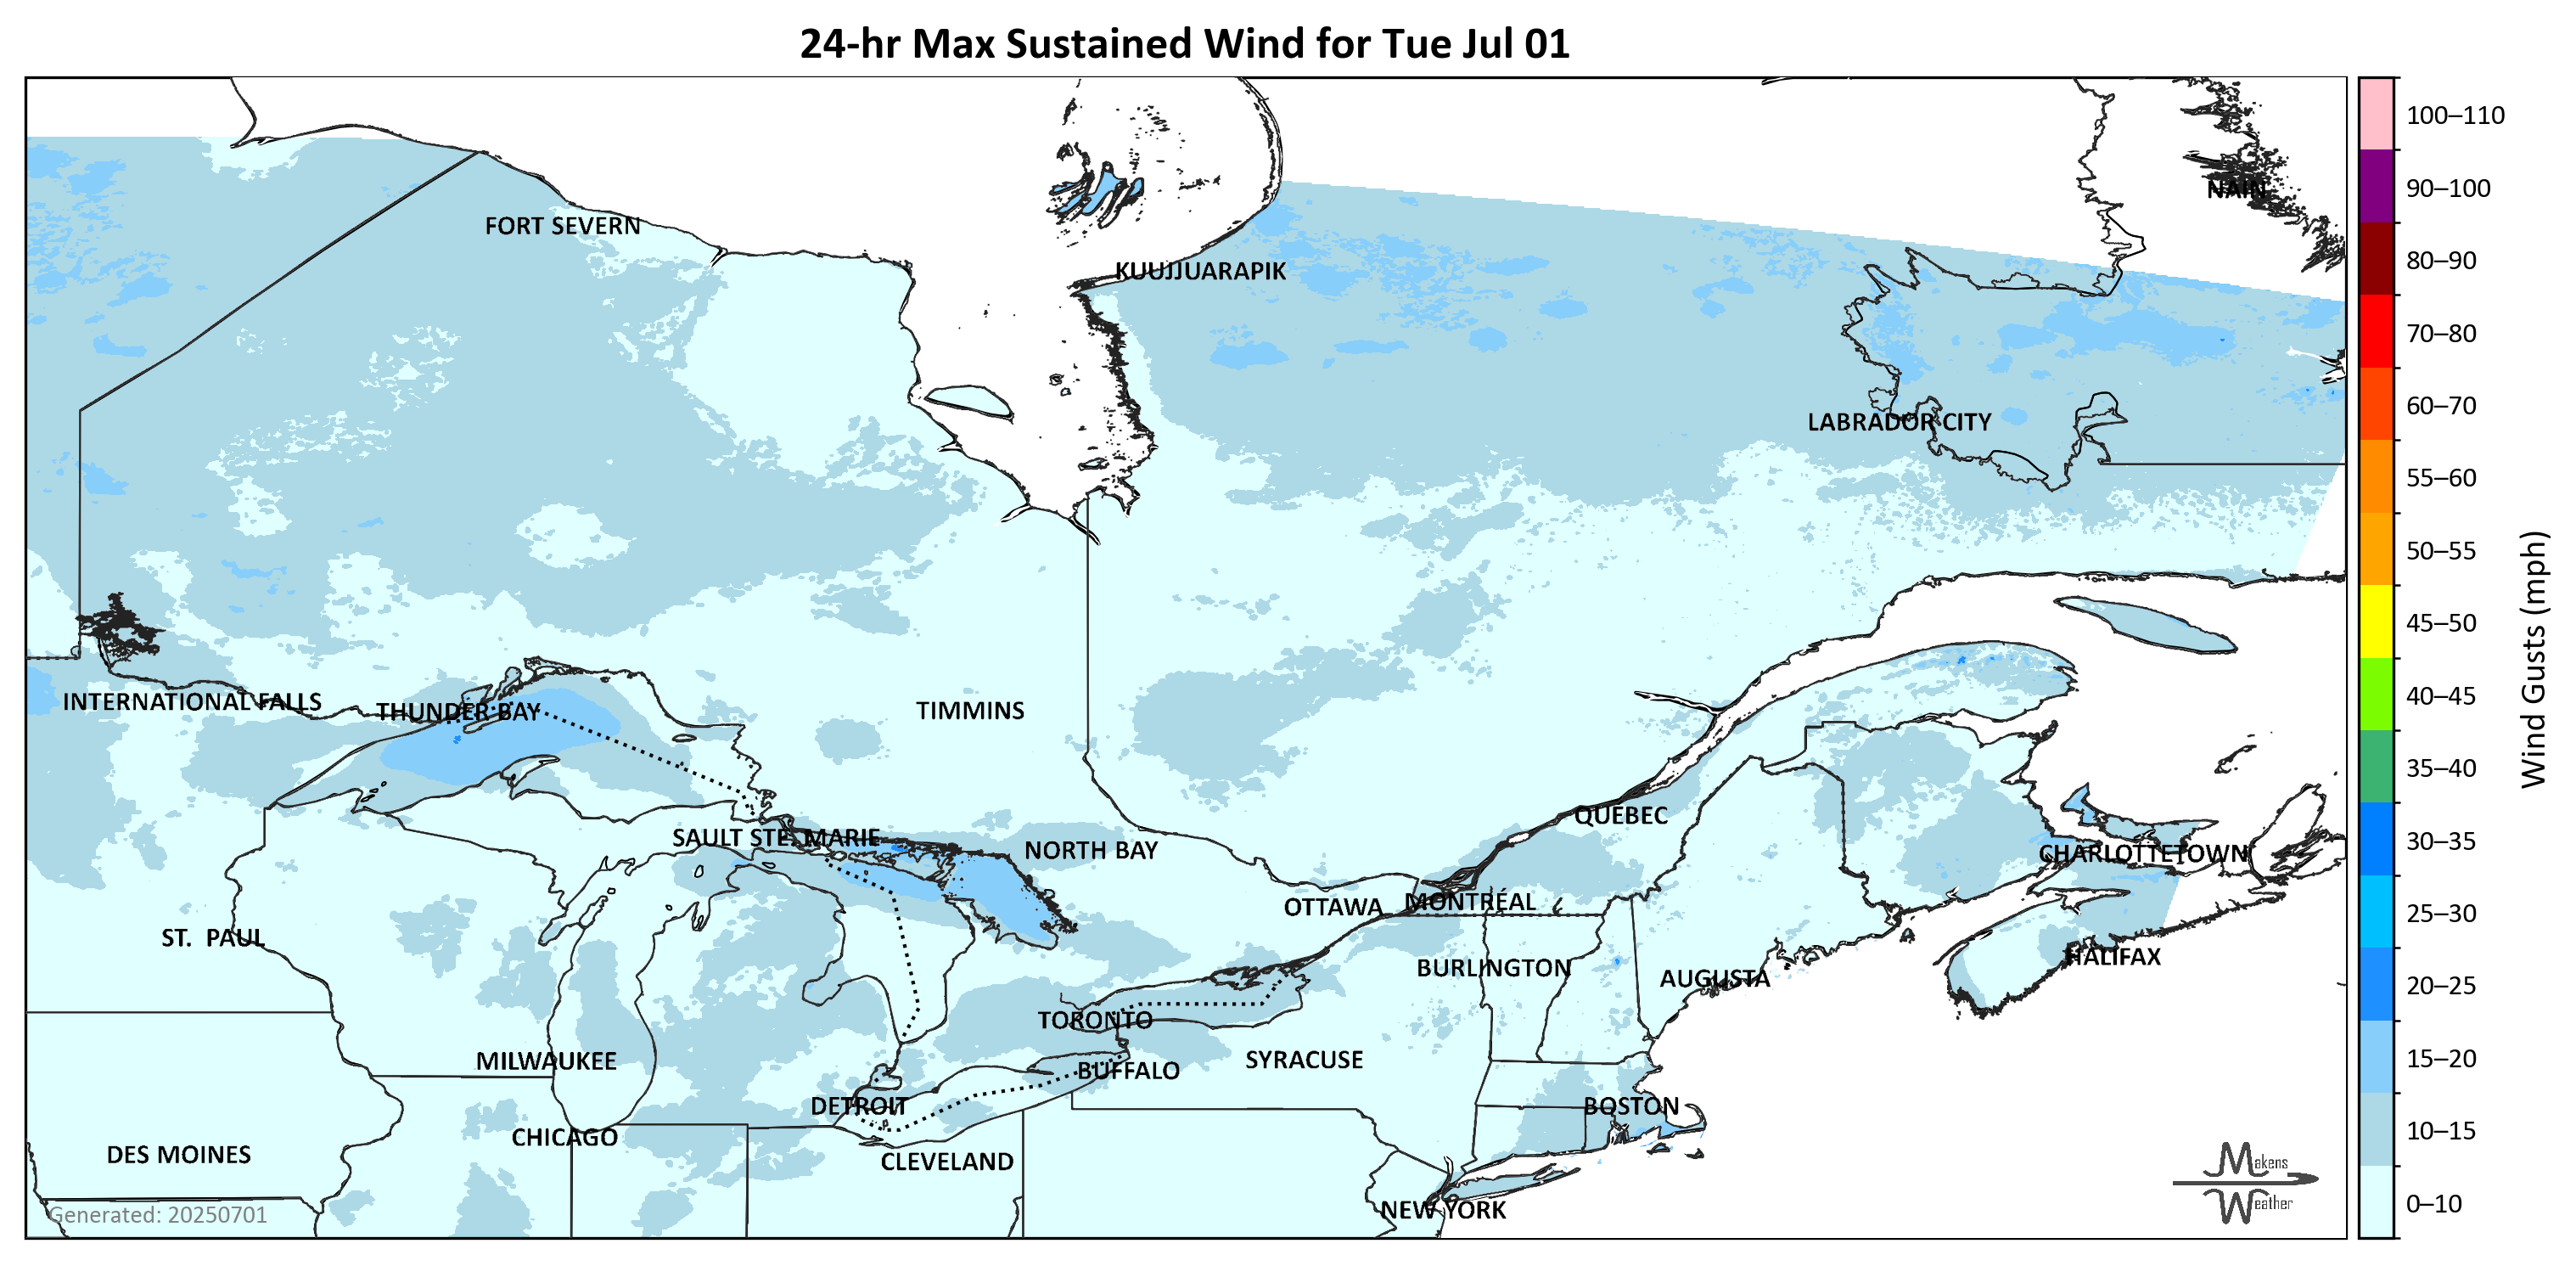 24-hr Max Sustained Wind for Tue Jul 01
100–110
90–100
80–90
70–80
60–70
55–60
50–55
45–50
40–45
35–40
30–35
25–30
20–25
15–20
10–15
0–10
Wind Gusts (mph)
NAIN
FORT SEVERN
KUUJJUARAPIK
LABRADOR CITY
INTERNATIONAL FALLS
THUNDER BAY
TIMMINS
QUEBEC
SAULT STE. MARIE
NORTH BAY
CHARLOTTETOWN
OTTAWA
MONTRÉAL
ST. PAUL
HALIFAX
BURLINGTON
AUGUSTA
TORONTO
MILWAUKEE
SYRACUSE
BUFFALO
DETROIT
BOSTON
CHICAGO
DES MOINES
CLEVELAND
NEW YORK
Generated: 20250701
Makens
Weather